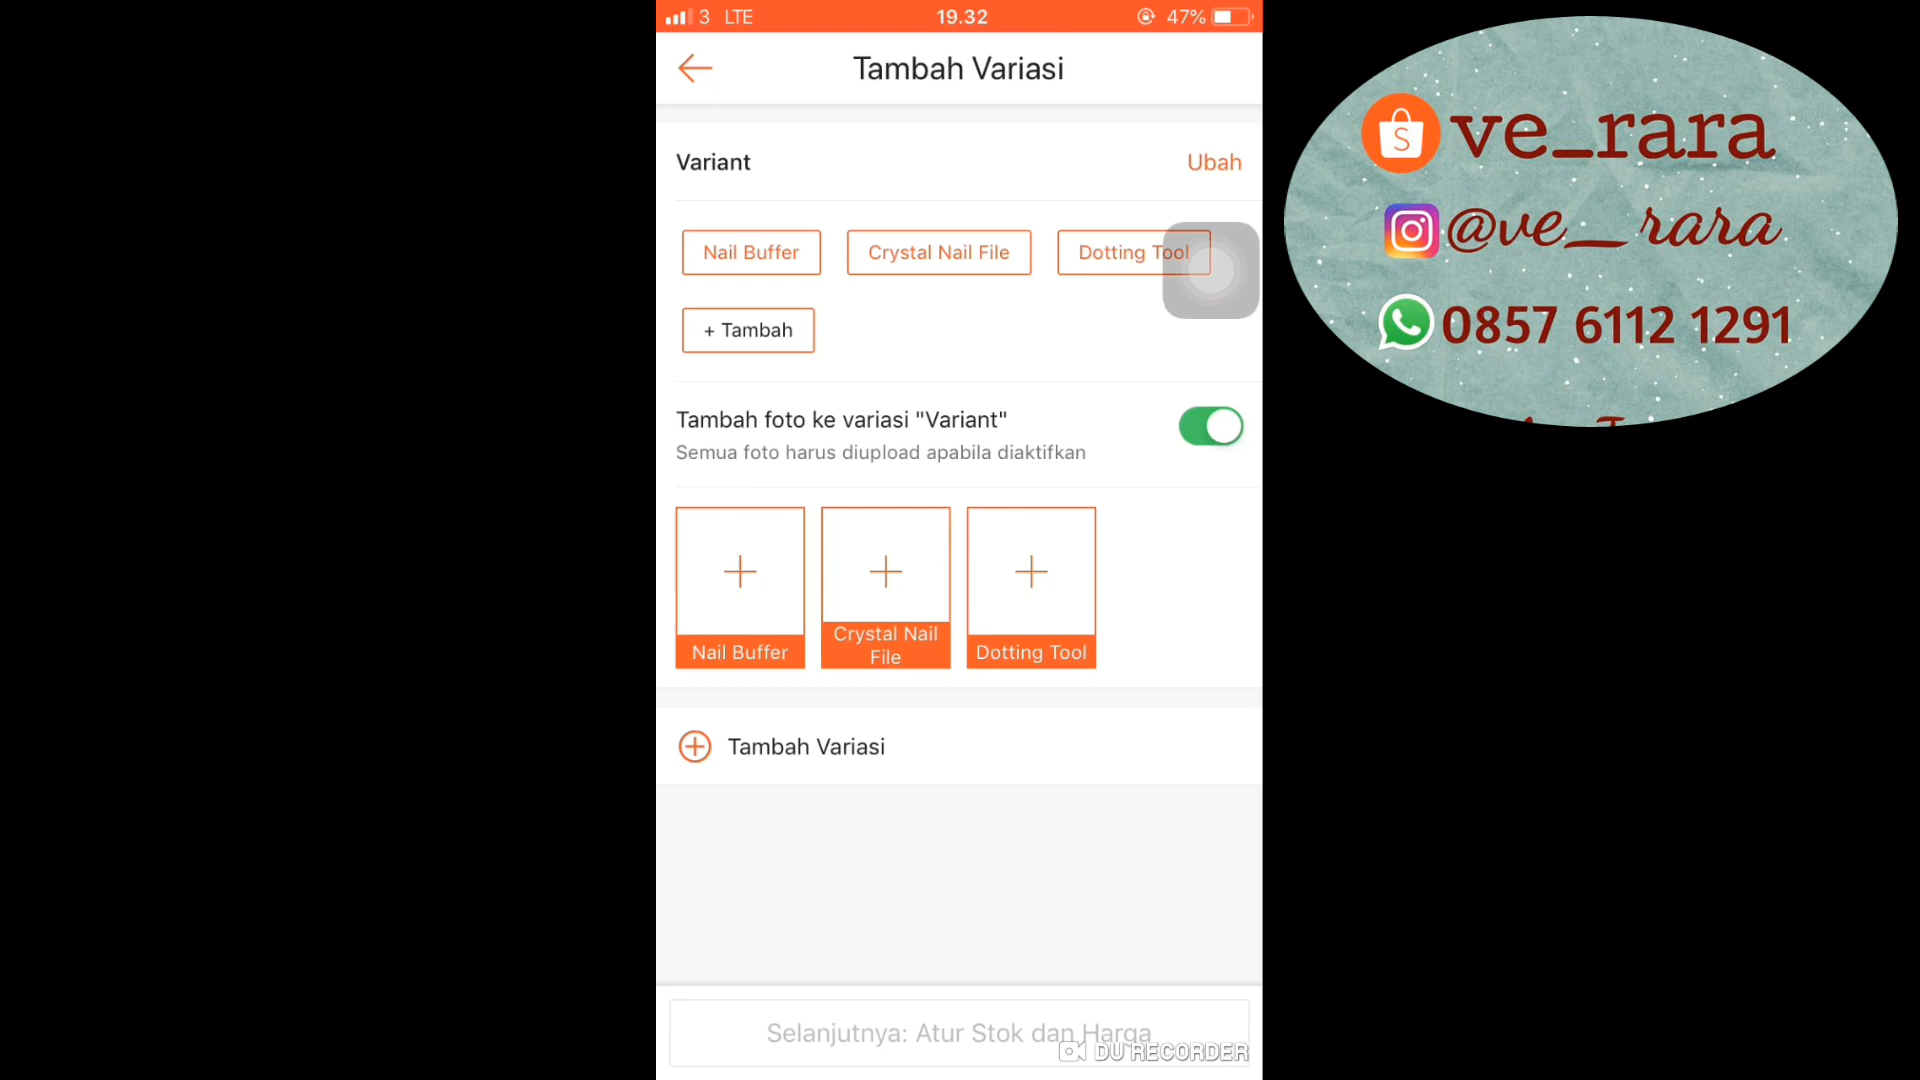 3 LTE 19.32 47%
Tambah Variasi
Variant Ubah
Nail Buffer Crystal Nail File Dotting Tool
+ Tambah
Tambah foto ke variasi "Variant"
Semua foto harus diupload apabila diaktifkan
Nail Buffer
Crystal Nail
File
Dotting Tool
Tambah Variasi
Selanjutnya: Atur Stok dan Harga
DU RECORDER
S ve_rara
@ve__rara
0857 6112 1291